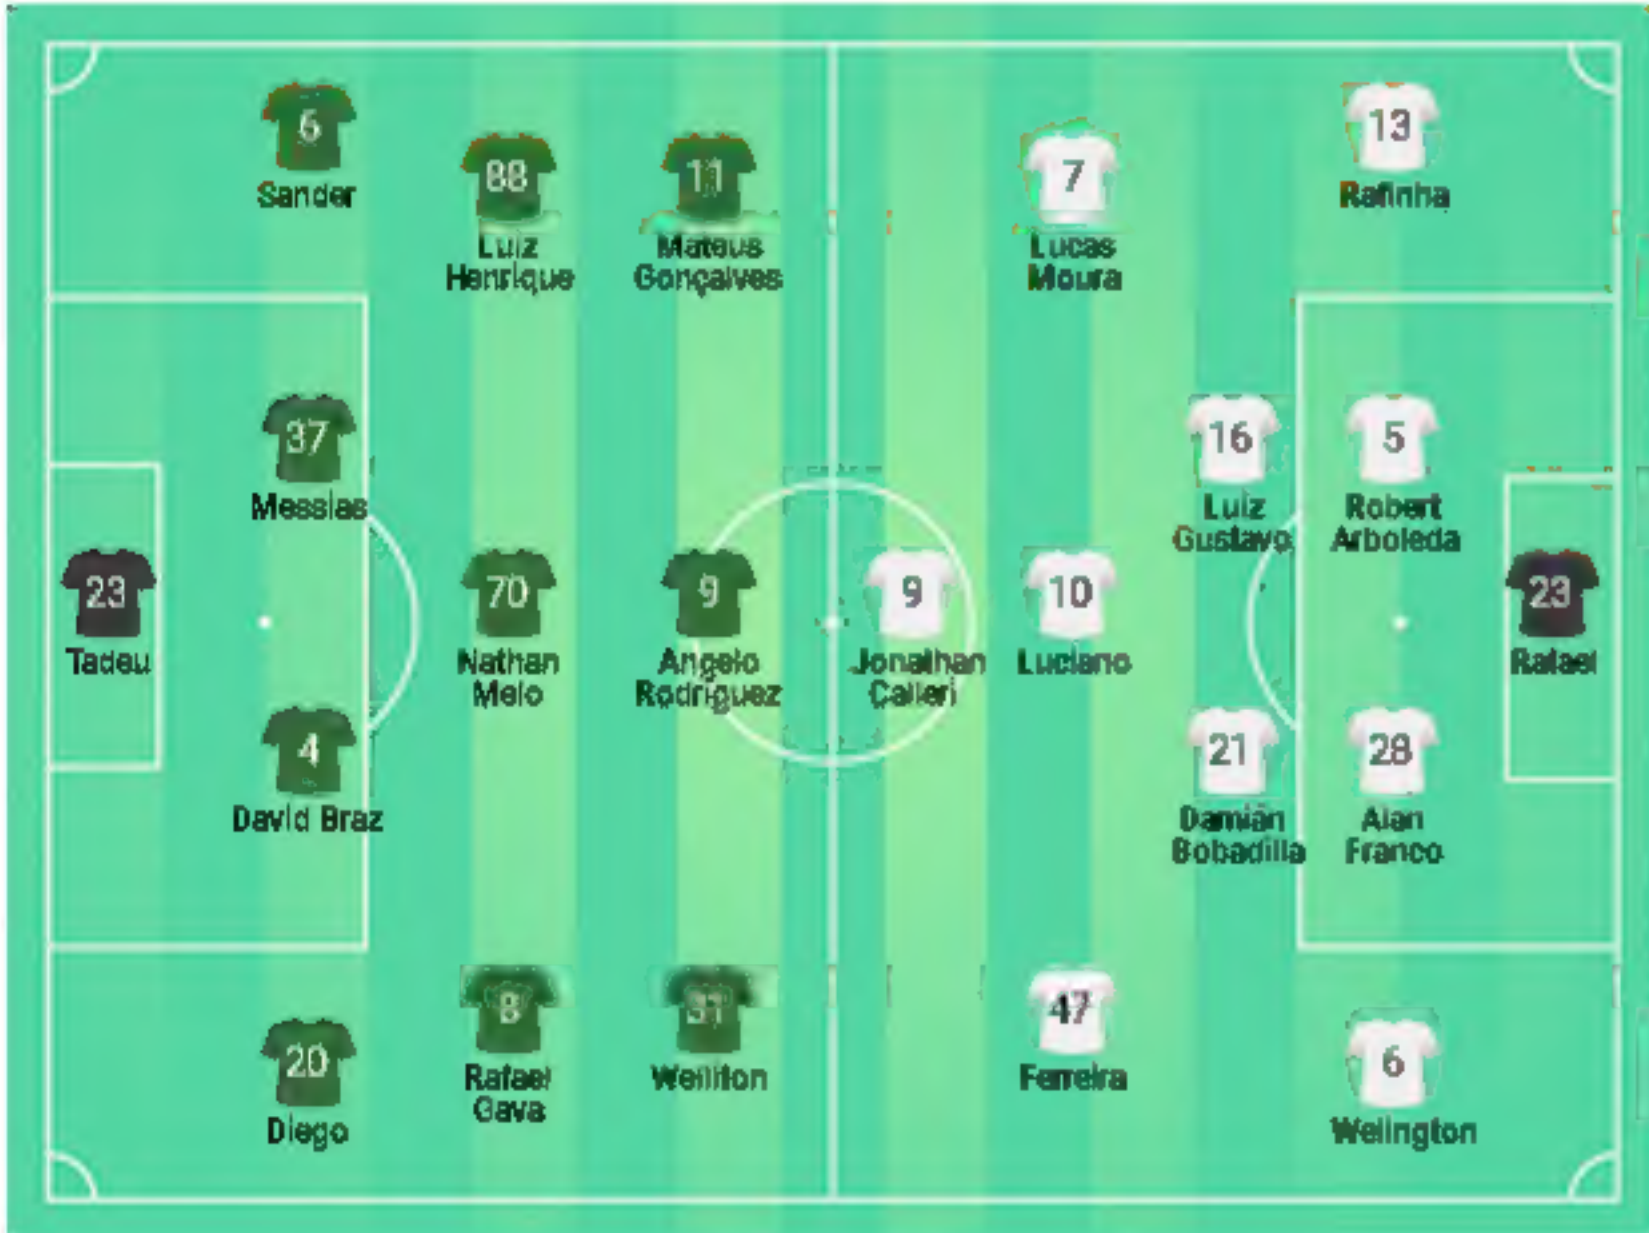 6
Sander
88
Luiz
Henrique
11
Mateus
Gonçalves
7
Lucas
Moura
13
Rafinha
37
Messias
16
Luiz
Gustavo
5
Robert
Arboleda
23
Tadeu
70
Nathan
Melo
9
Angelo
Rodriguez
9
Jonathan
Calleri
10
Luciano
23
Rafael
4
David Braz
21
Damián
Bobadilla
28
Alan
Franco
20
Diego
8
Rafael
Gava
31
Welliton
47
Ferreira
6
Welington